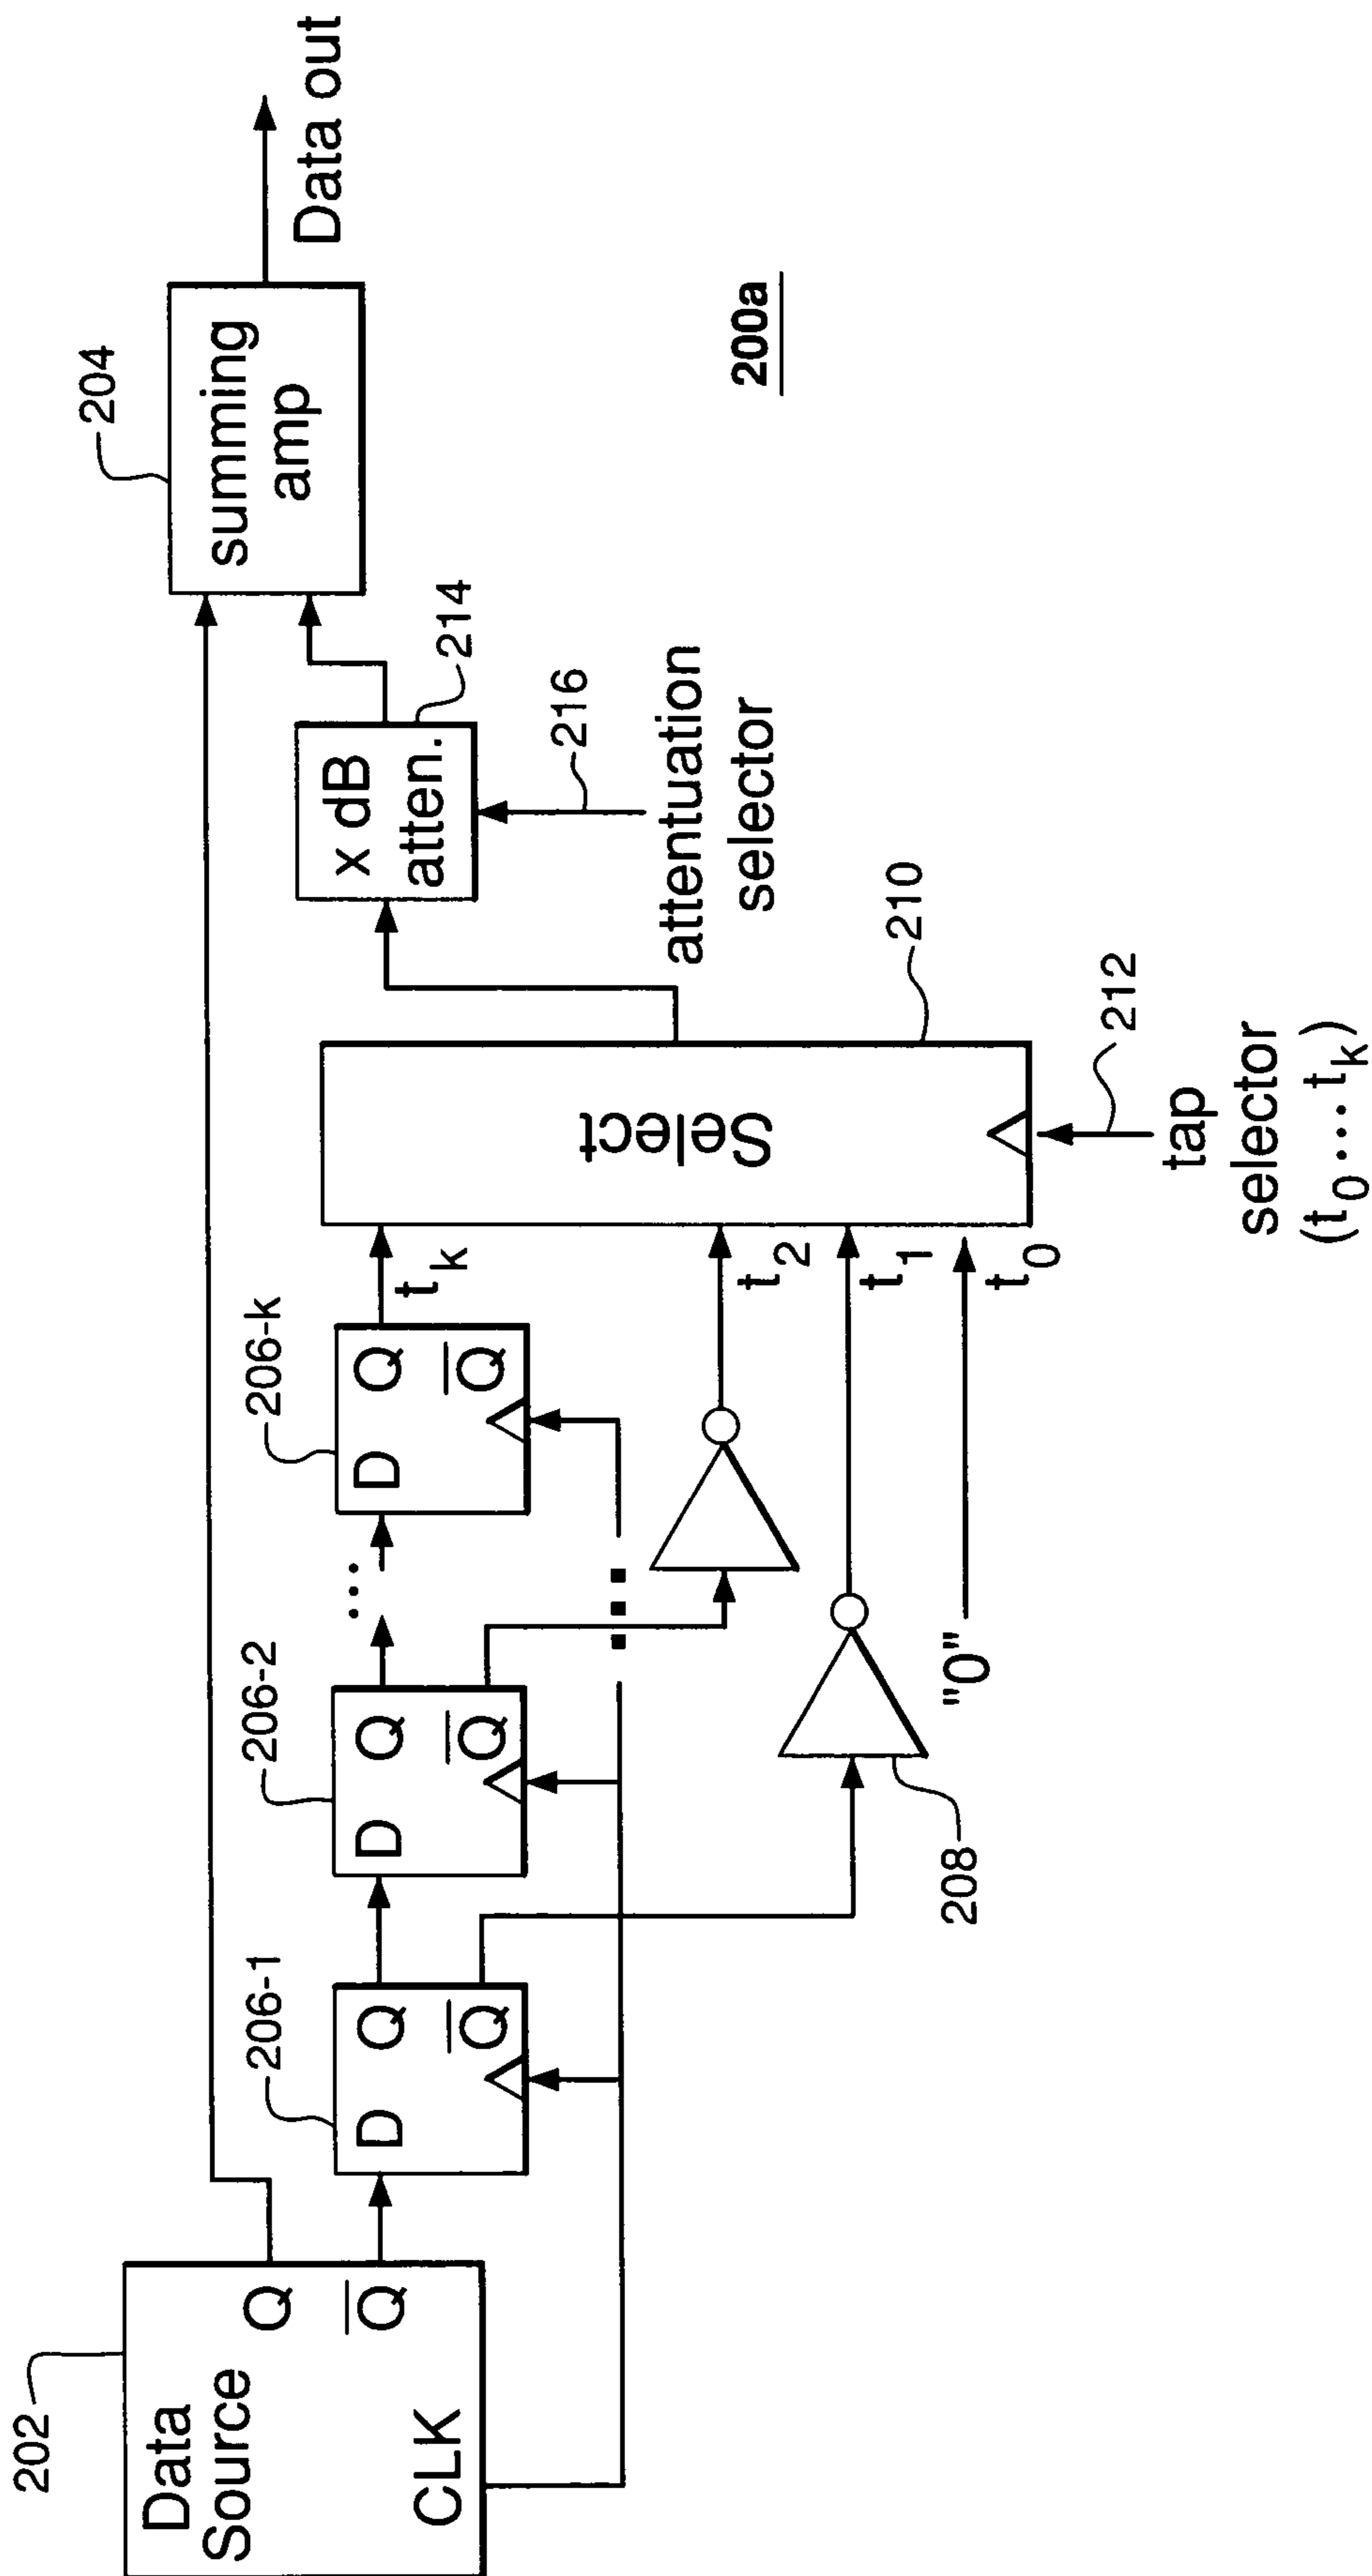 202
Data
Source
Q
Q̅
CLK
206-1
D Q
Q̅
206-2
D Q
Q̅
...
206-k
D Q
Q̅
208
"0"
tk
t2
t1
t0
Select
210
212
tap
selector
(t0 ... tk)
x dB
atten.
214
216
attentuation
selector
204
summing
amp
Data out
200a